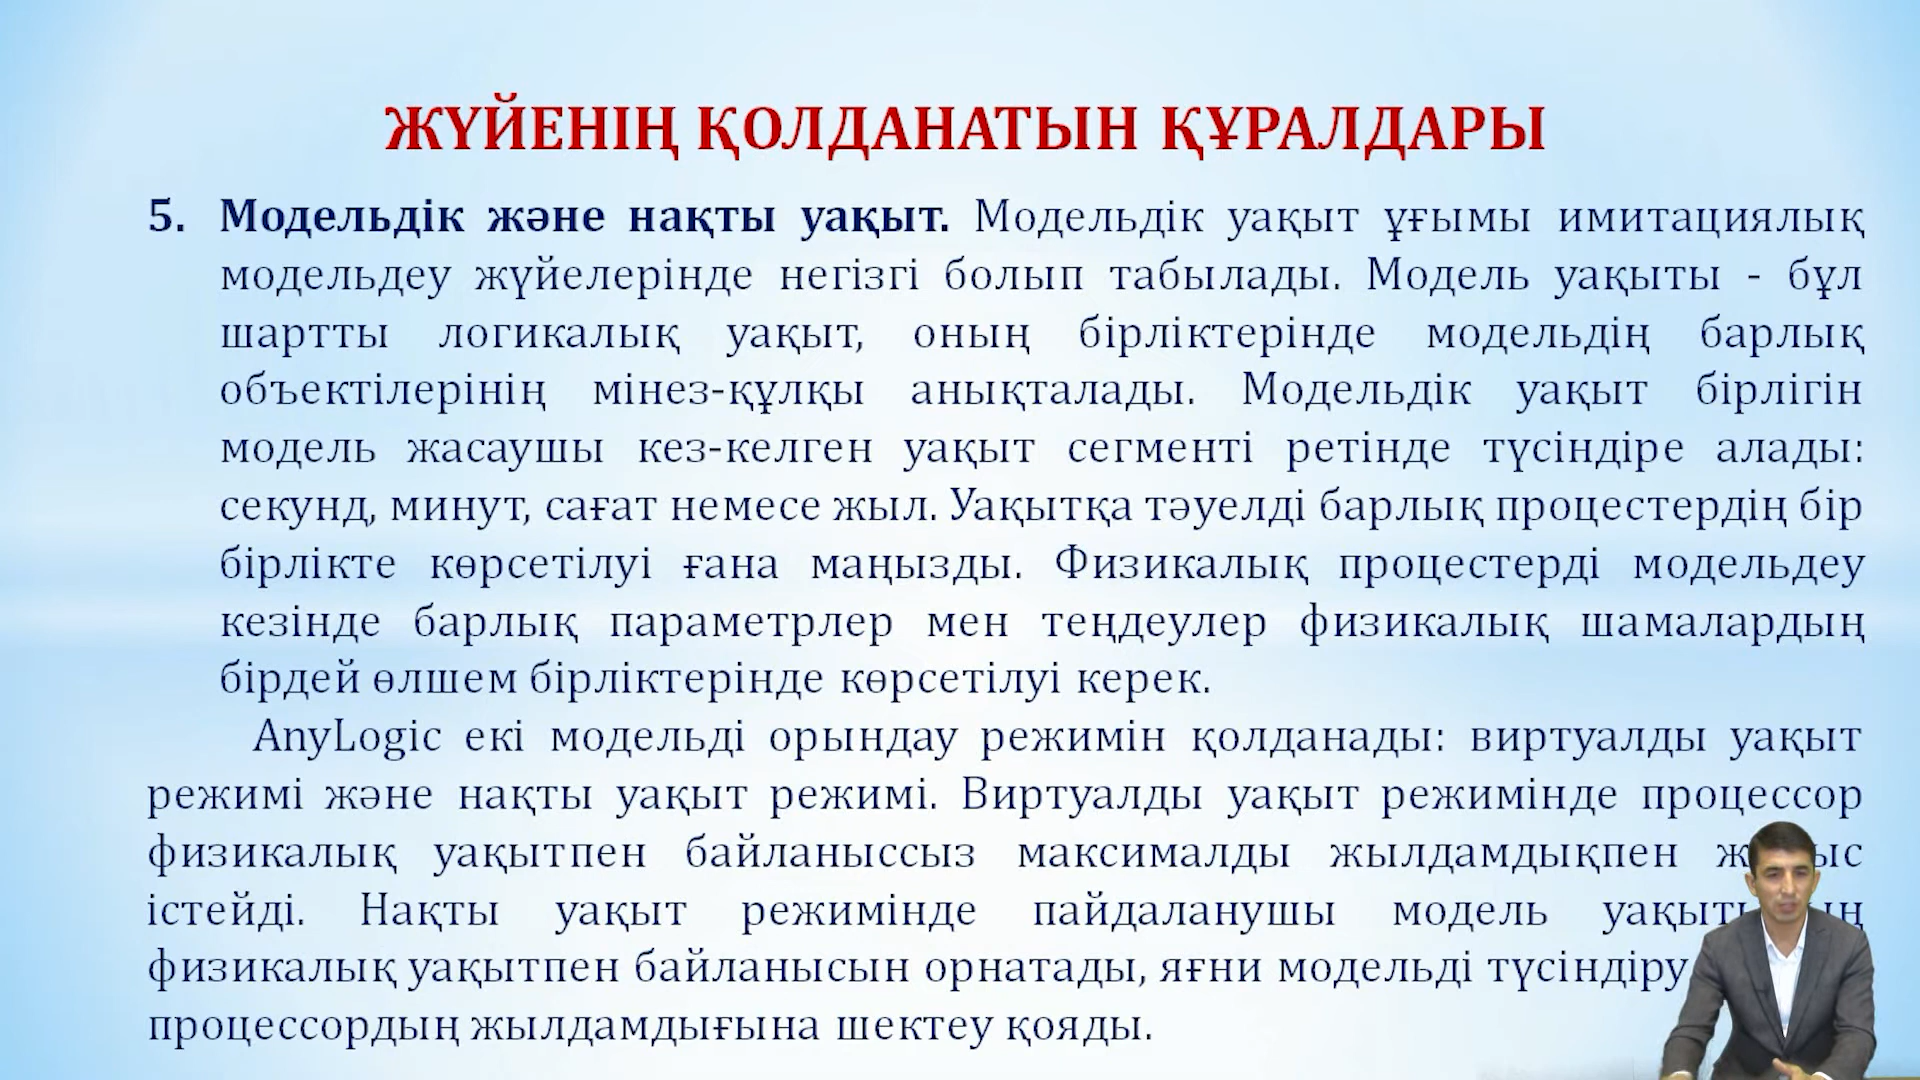 ЖҮЙЕНІҢ ҚОЛДАНАТЫН ҚҰРАЛДАРЫ
5. Модельдік және нақты уақыт. Модельдік уақыт ұғымы имитациялық
модельдеу жүйелерінде негізгі болып табылады. Модель уақыты - бұл
шартты логикалық уақыт, оның бірліктерінде модельдің барлық
объектілерінің мінез-құлқы анықталады. Модельдік уақыт бірлігін
модель жасаушы кез-келген уақыт сегменті ретінде түсіндіре алады:
секунд, минут, сағат немесе жыл. Уақытқа тәуелді барлық процестердің бір
бірлікте көрсетілуі ғана маңызды. Физикалық процестерді модельдеу
кезінде барлық параметрлер мен теңдеулер физикалық шамалардың
бірдей өлшем бірліктерінде көрсетілуі керек.
AnyLogic екі модельді орындау режимін қолданады: виртуалды уақыт
режимі және нақты уақыт режимі. Виртуалды уақыт режимінде процессор
физикалық уақытпен байланыссыз максималды жылдамдықпен
істейді. Нақты уақыт режимінде пайдаланушы модель
физикалық уақытпен байланысын орнатады, яғни модельді түсіндіру
процессордың жылдамдығына шектеу қояды.